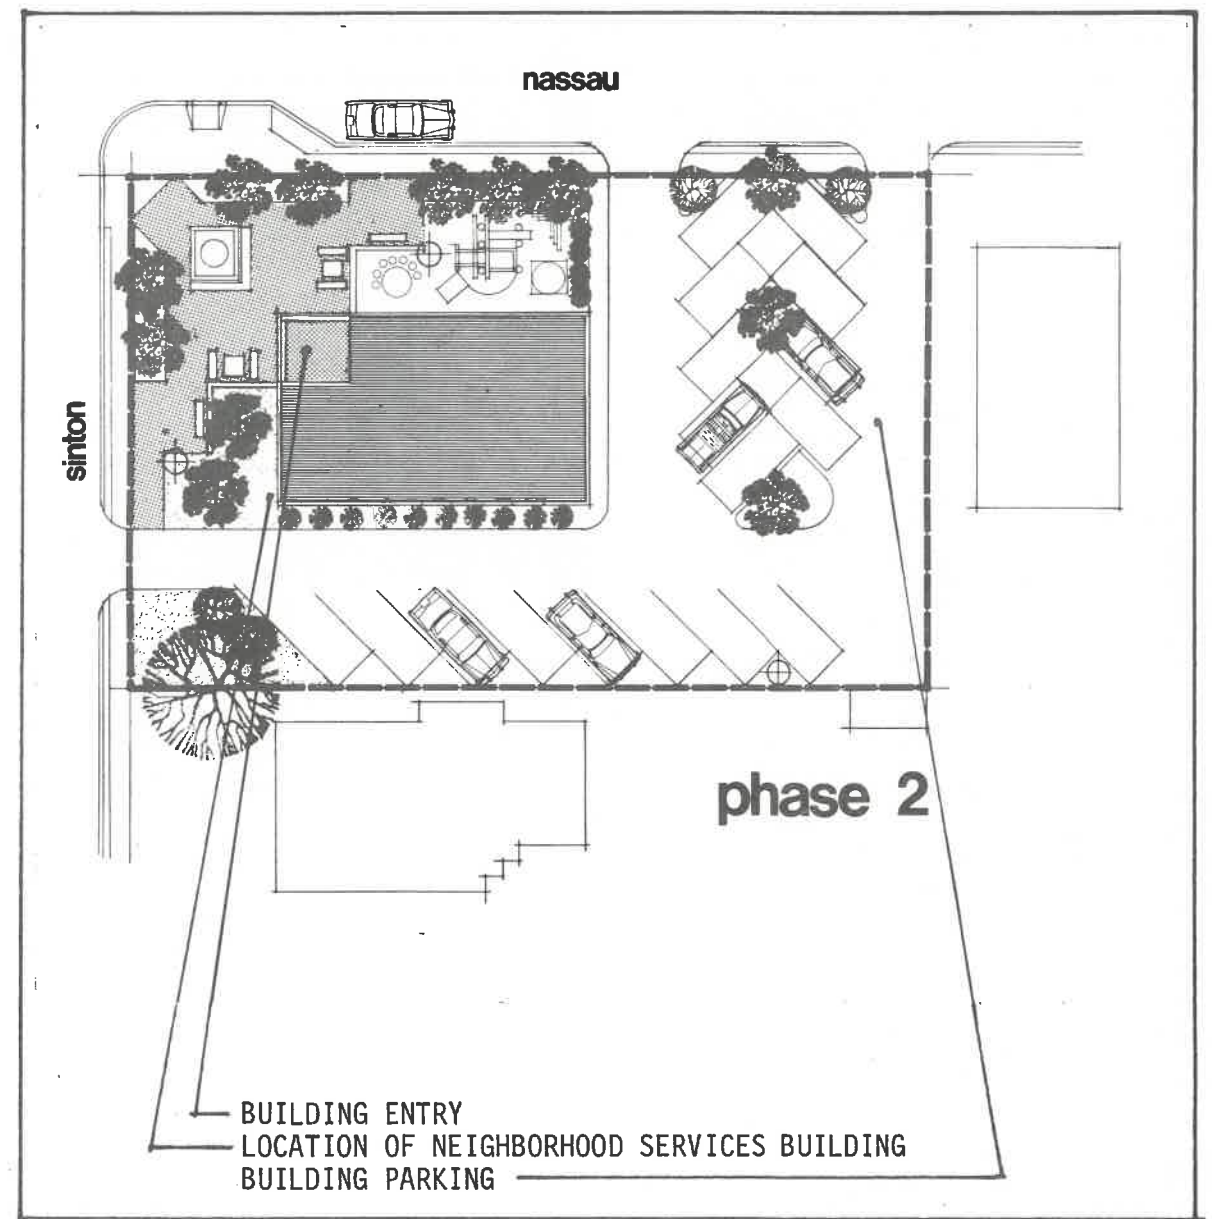 nassau
sinton
phase 2
BUILDING ENTRY
LOCATION OF NEIGHBORHOOD SERVICES BUILDING
BUILDING PARKING